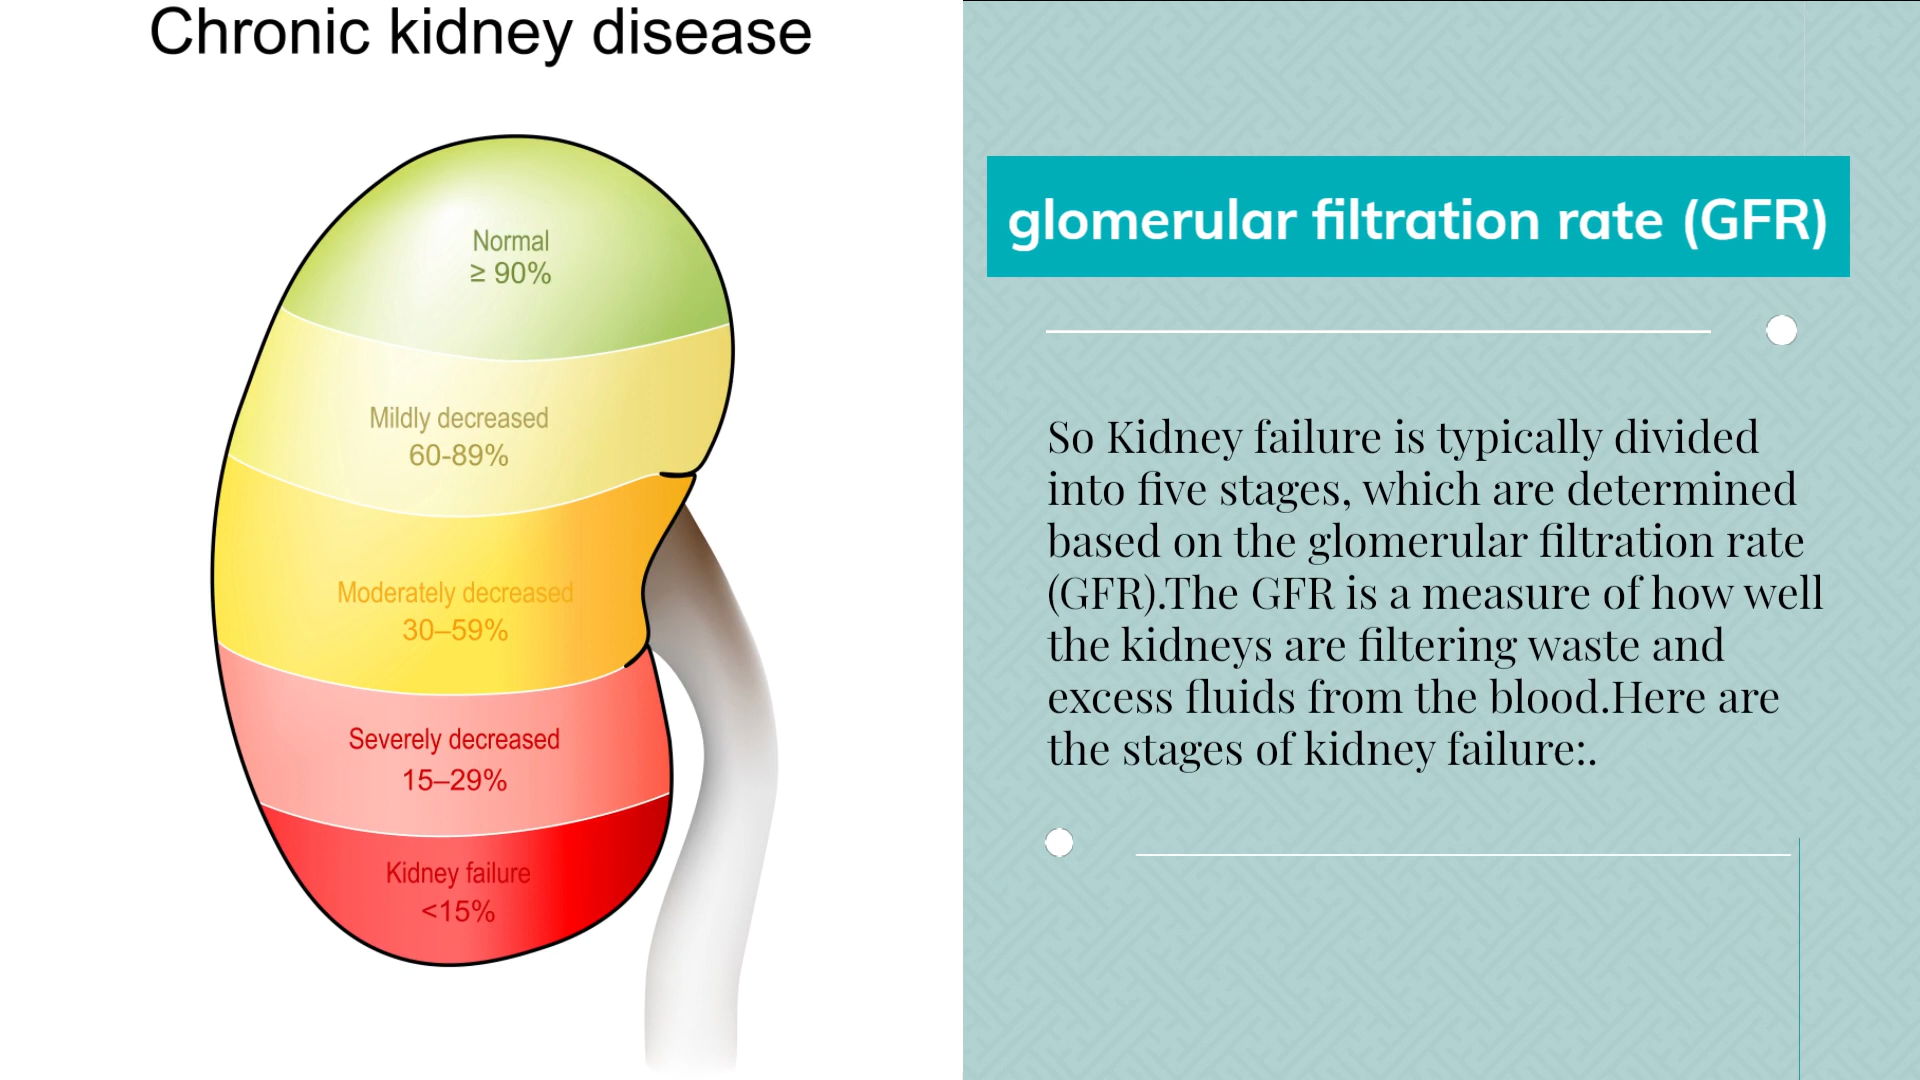 Chronic kidney disease
Normal
≥ 90%
Mildly decreased
60-89%
Moderately decreased
30–59%
Severely decreased
15–29%
Kidney failure
<15%
glomerular filtration rate (GFR)
So Kidney failure is typically divided
into five stages, which are determined
based on the glomerular filtration rate
(GFR).The GFR is a measure of how well
the kidneys are filtering waste and
excess fluids from the blood.Here are
the stages of kidney failure:.